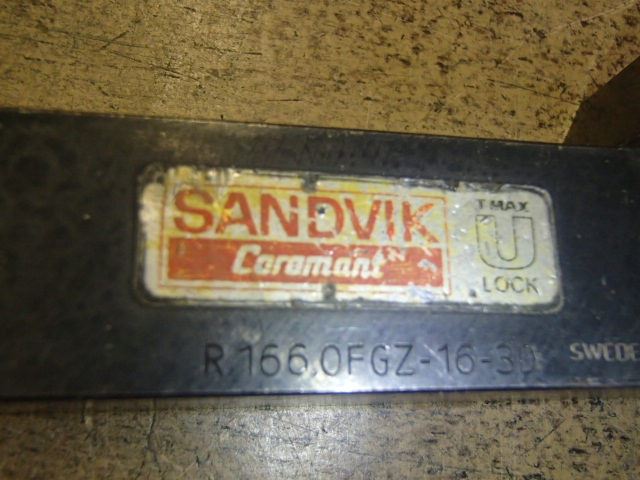 SANDVIK
Coromant
T MAX
U
LOCK
R.166.0FGZ-16-30
SWEDE